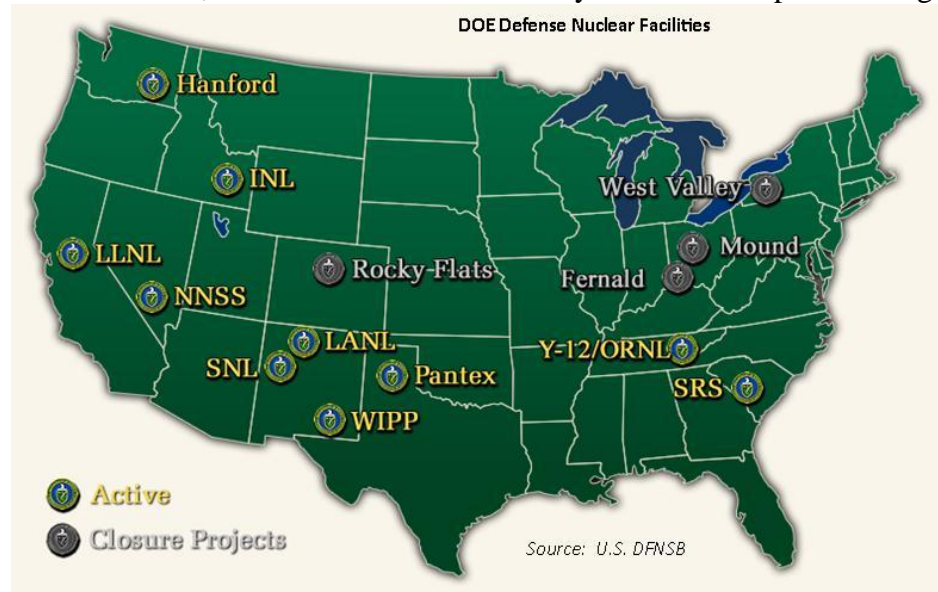 DOE Defense Nuclear Facilities
Hanford
INL
West Valley
LLNL
Mound
Rocky Flats
Fernald
NNSS
LANL
Y-12/ORNL
SNL
Pantex
SRS
WIPP
Active
Closure Projects
Source: U.S. DFNSB